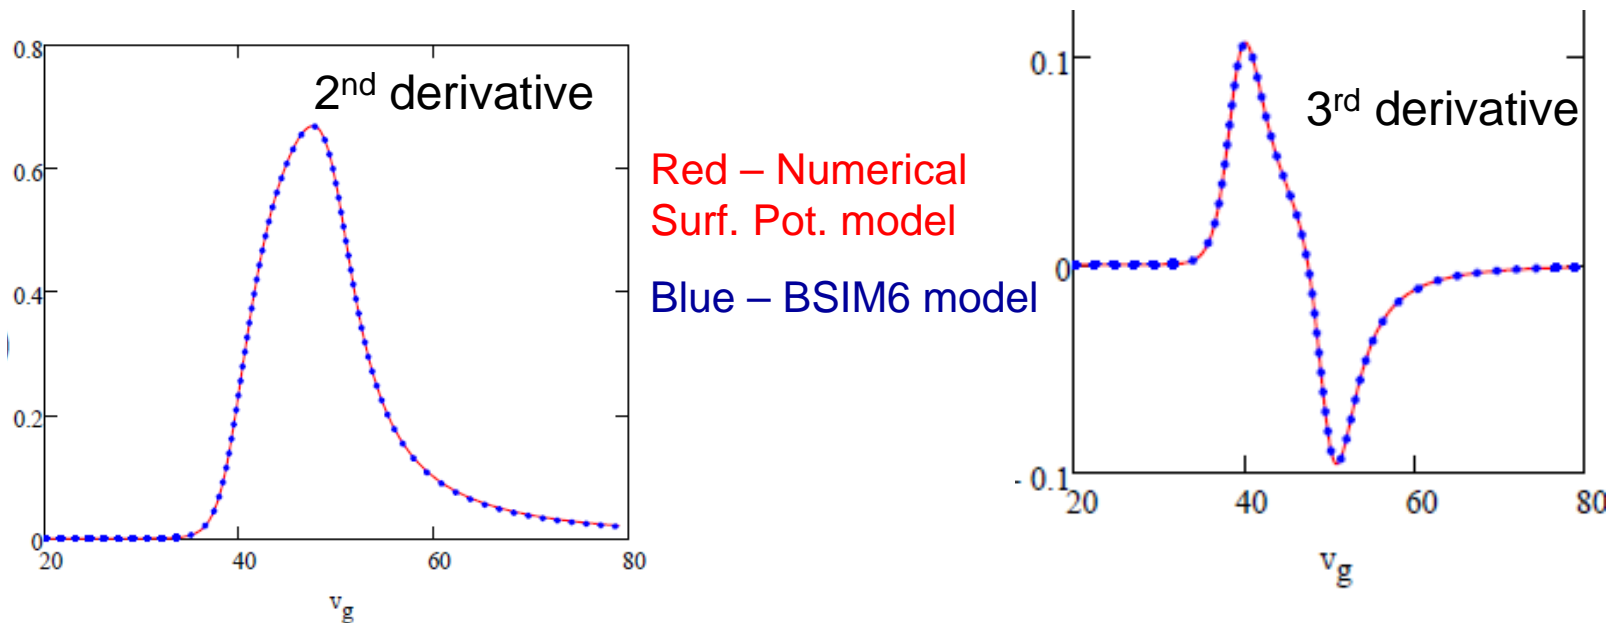 2nd derivative
0.8
0.6
0.4
0.2
0
20 40 60 80
vg
Red – Numerical
Surf. Pot. model
Blue – BSIM6 model
3rd derivative
0.1
0
- 0.1
20 40 60 80
vg